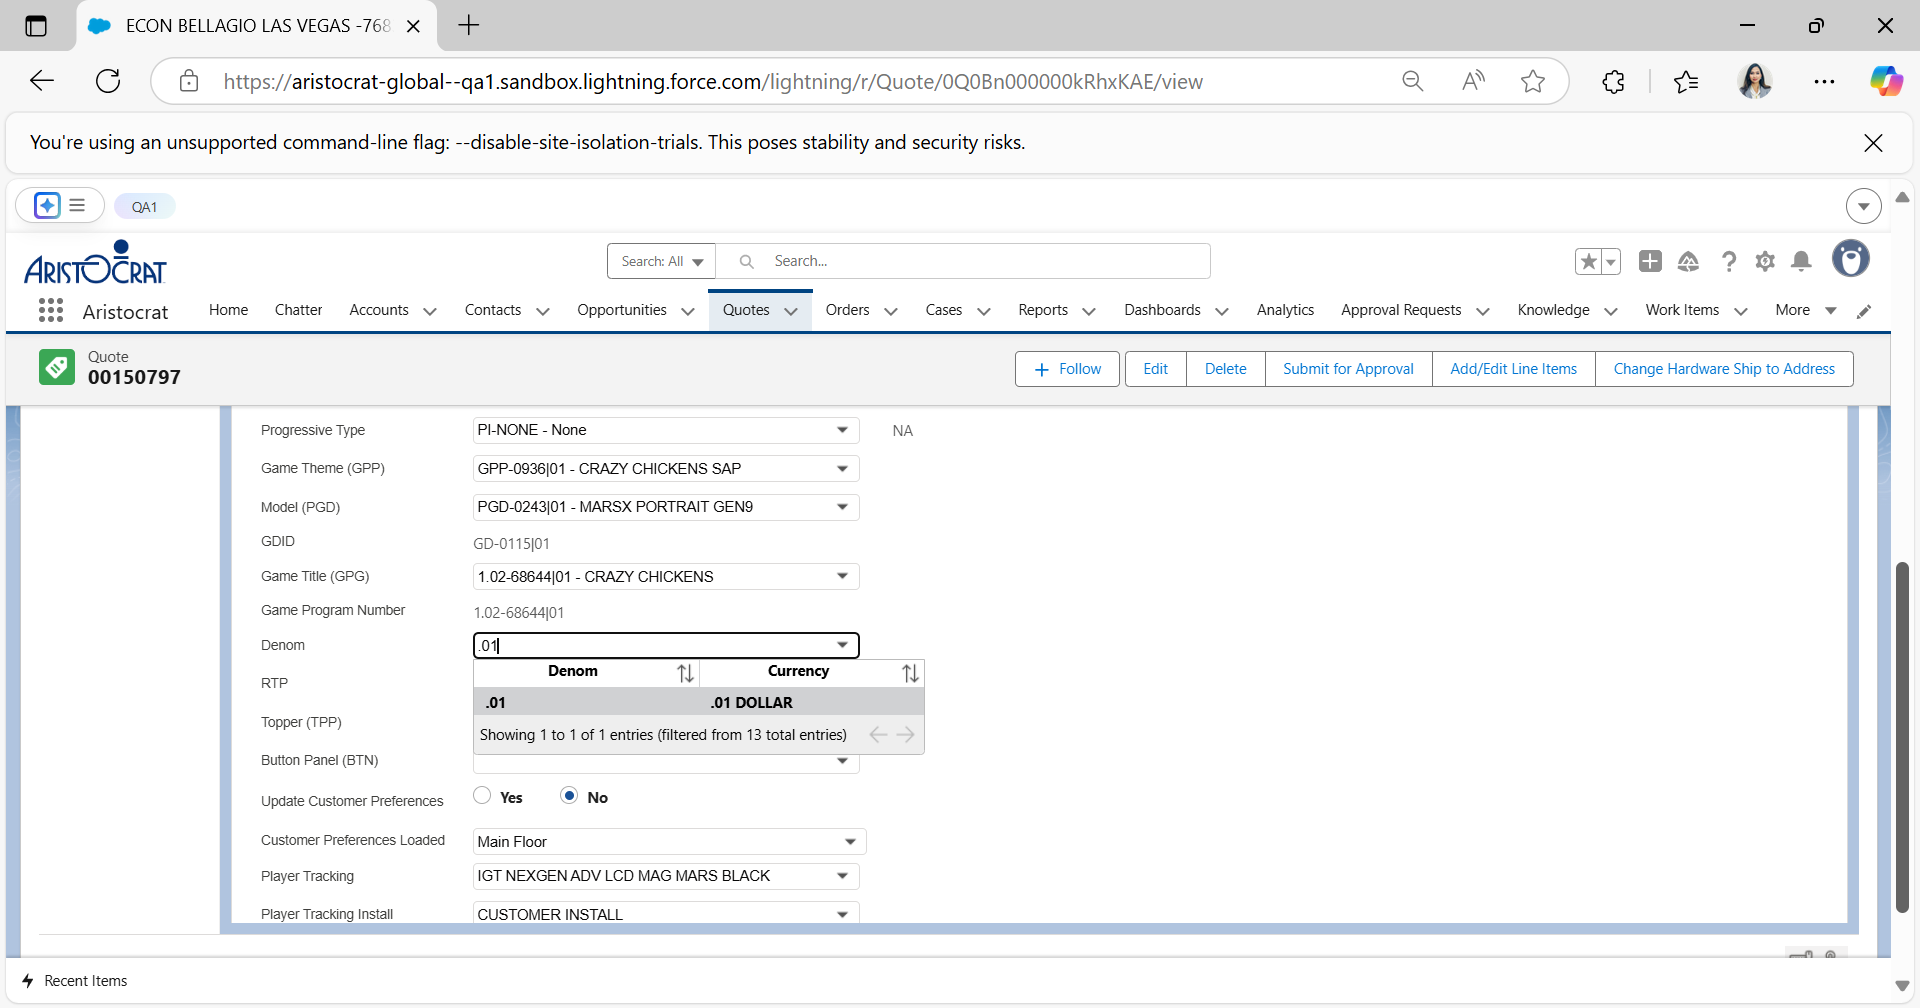 ECON BELLAGIO LAS VEGAS -768
https://aristocrat-global--qa1.sandbox.lightning.force.com/lightning/r/Quote/0Q0Bn000000kRhxKAE/view
You're using an unsupported command-line flag: --disable-site-isolation-trials. This poses stability and security risks.
QA1
ARISTOCRAT
Search: All
Search...
Aristocrat
Home
Chatter
Accounts
Contacts
Opportunities
Quotes
Orders
Cases
Reports
Dashboards
Analytics
Approval Requests
Knowledge
Work Items
More
Quote
00150797
Follow
Edit
Delete
Submit for Approval
Add/Edit Line Items
Change Hardware Ship to Address
Progressive Type
PI-NONE - None
NA
Game Theme (GPP)
GPP-0936|01 - CRAZY CHICKENS SAP
Model (PGD)
PGD-0243|01 - MARSX PORTRAIT GEN9
GDID
GD-0115|01
Game Title (GPG)
1.02-68644|01 - CRAZY CHICKENS
Game Program Number
1.02-68644|01
Denom
.01
Denom
Currency
RTP
.01
.01 DOLLAR
Topper (TPP)
Showing 1 to 1 of 1 entries (filtered from 13 total entries)
Button Panel (BTN)
Update Customer Preferences
Yes
No
Customer Preferences Loaded
Main Floor
Player Tracking
IGT NEXGEN ADV LCD MAG MARS BLACK
Player Tracking Install
CUSTOMER INSTALL
Recent Items